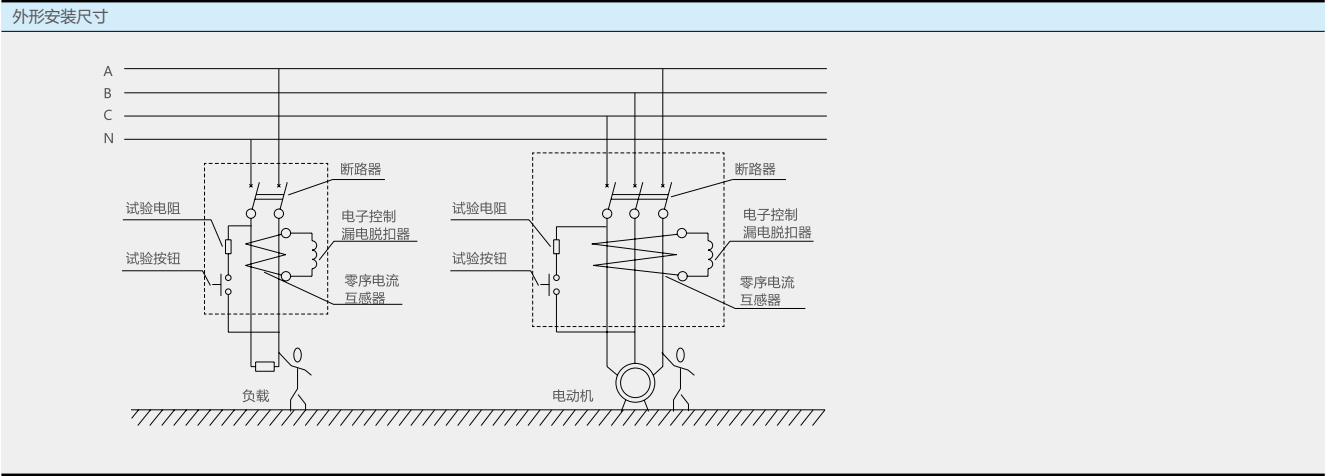 外形安装尺寸
A
B
C
N
断路器
试验电阻
电子控制
漏电脱扣器
试验按钮
零序电流
互感器
负载
断路器
试验电阻
电子控制
漏电脱扣器
试验按钮
零序电流
互感器
电动机